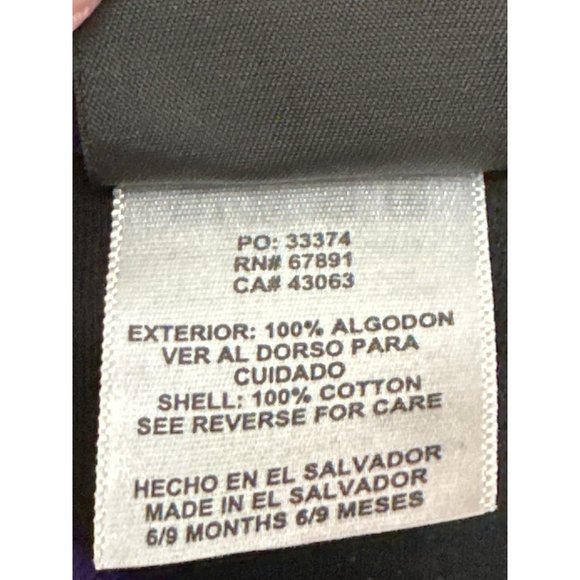 PO: 33374
RN# 67891
CA# 43063
EXTERIOR: 100% ALGODON
VER AL DORSO PARA
CUIDADO
SHELL: 100% COTTON
SEE REVERSE FOR CARE
HECHO EN EL SALVADOR
MADE IN EL SALVADOR
6/9 MONTHS 6/9 MESES